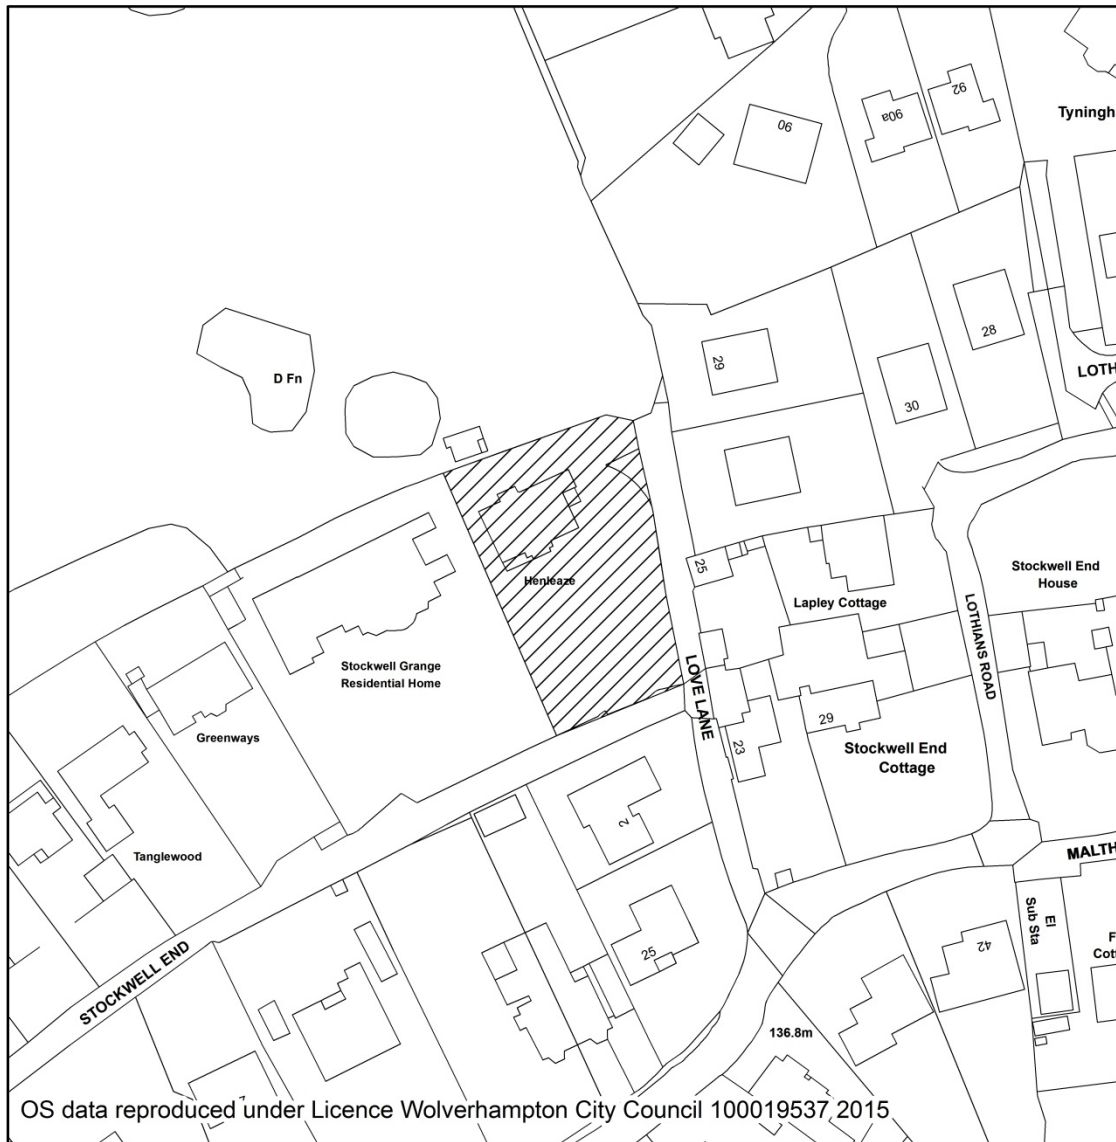 90
90a
92
Tyningh
D Fn
29
28
30
LOTH
Henleaze
25
Lapley Cottage
Stockwell End
House
Stockwell Grange
Residential Home
LOVE LANE
LOTHIANS ROAD
Greenways
23
29
Stockwell End
Cottage
2
Tanglewood
MALTH
STOCKWELL END
25
42
El
Sub Sta
F
Cott
136.8m
OS data reproduced under Licence Wolverhampton City Council 100019537 2015